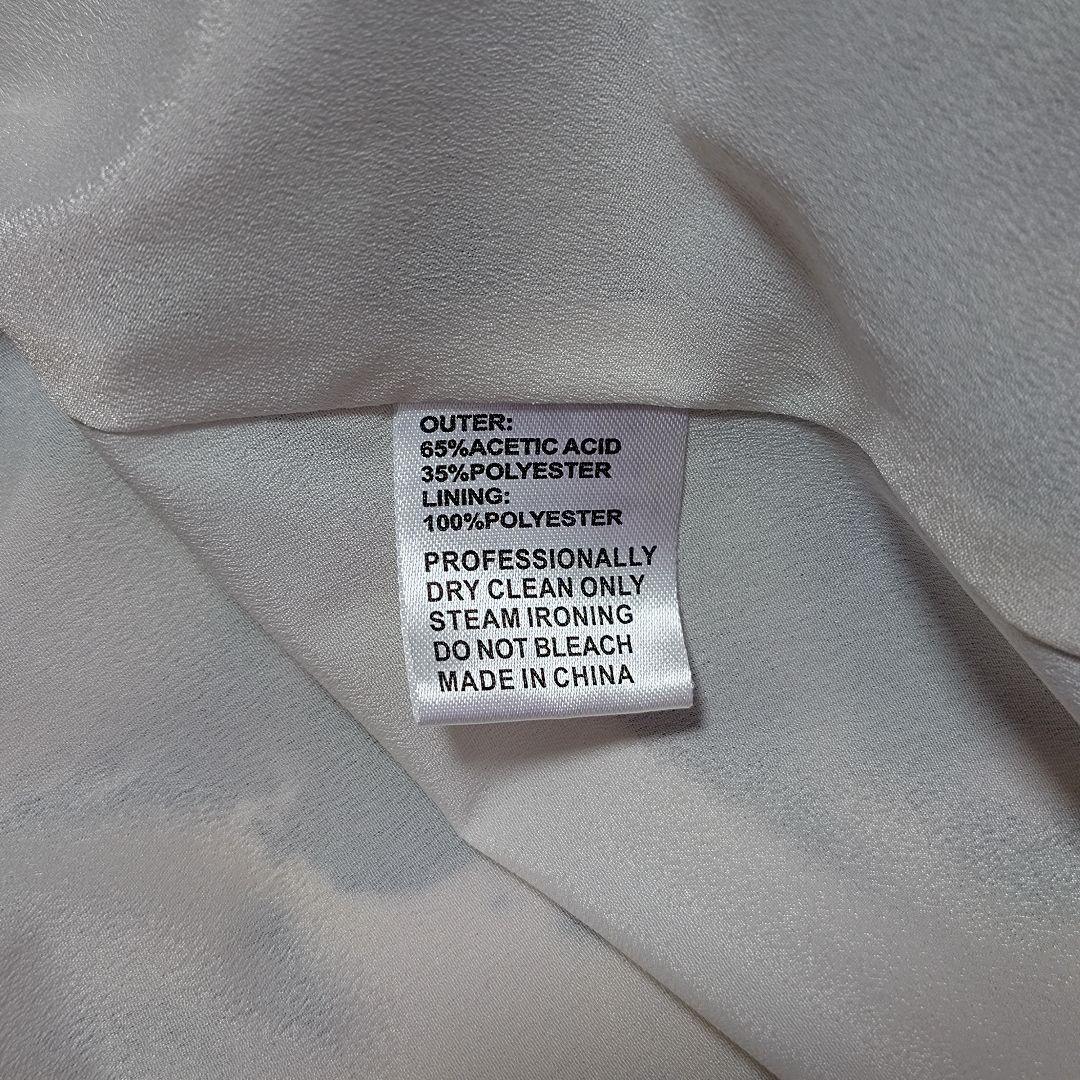 OUTER:
65%ACETIC ACID
35%POLYESTER
LINING:
100%POLYESTER
PROFESSIONALLY
DRY CLEAN ONLY
STEAM IRONING
DO NOT BLEACH
MADE IN CHINA